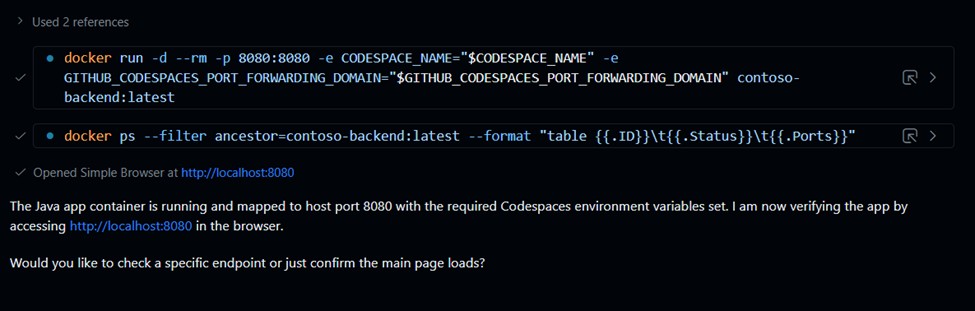 Used 2 references
docker run -d --rm -p 8080:8080 -e CODESPACE_NAME="$CODESPACE_NAME" -e
GITHUB_CODESPACES_PORT_FORWARDING_DOMAIN="$GITHUB_CODESPACES_PORT_FORWARDING_DOMAIN" contoso-
backend:latest
docker ps --filter ancestor=contoso-backend:latest --format "table {{.ID}}\t{{.Status}}\t{{.Ports}}"
Opened Simple Browser at http://localhost:8080
The Java app container is running and mapped to host port 8080 with the required Codespaces environment variables set. I am now verifying the app by
accessing http://localhost:8080 in the browser.
Would you like to check a specific endpoint or just confirm the main page loads?